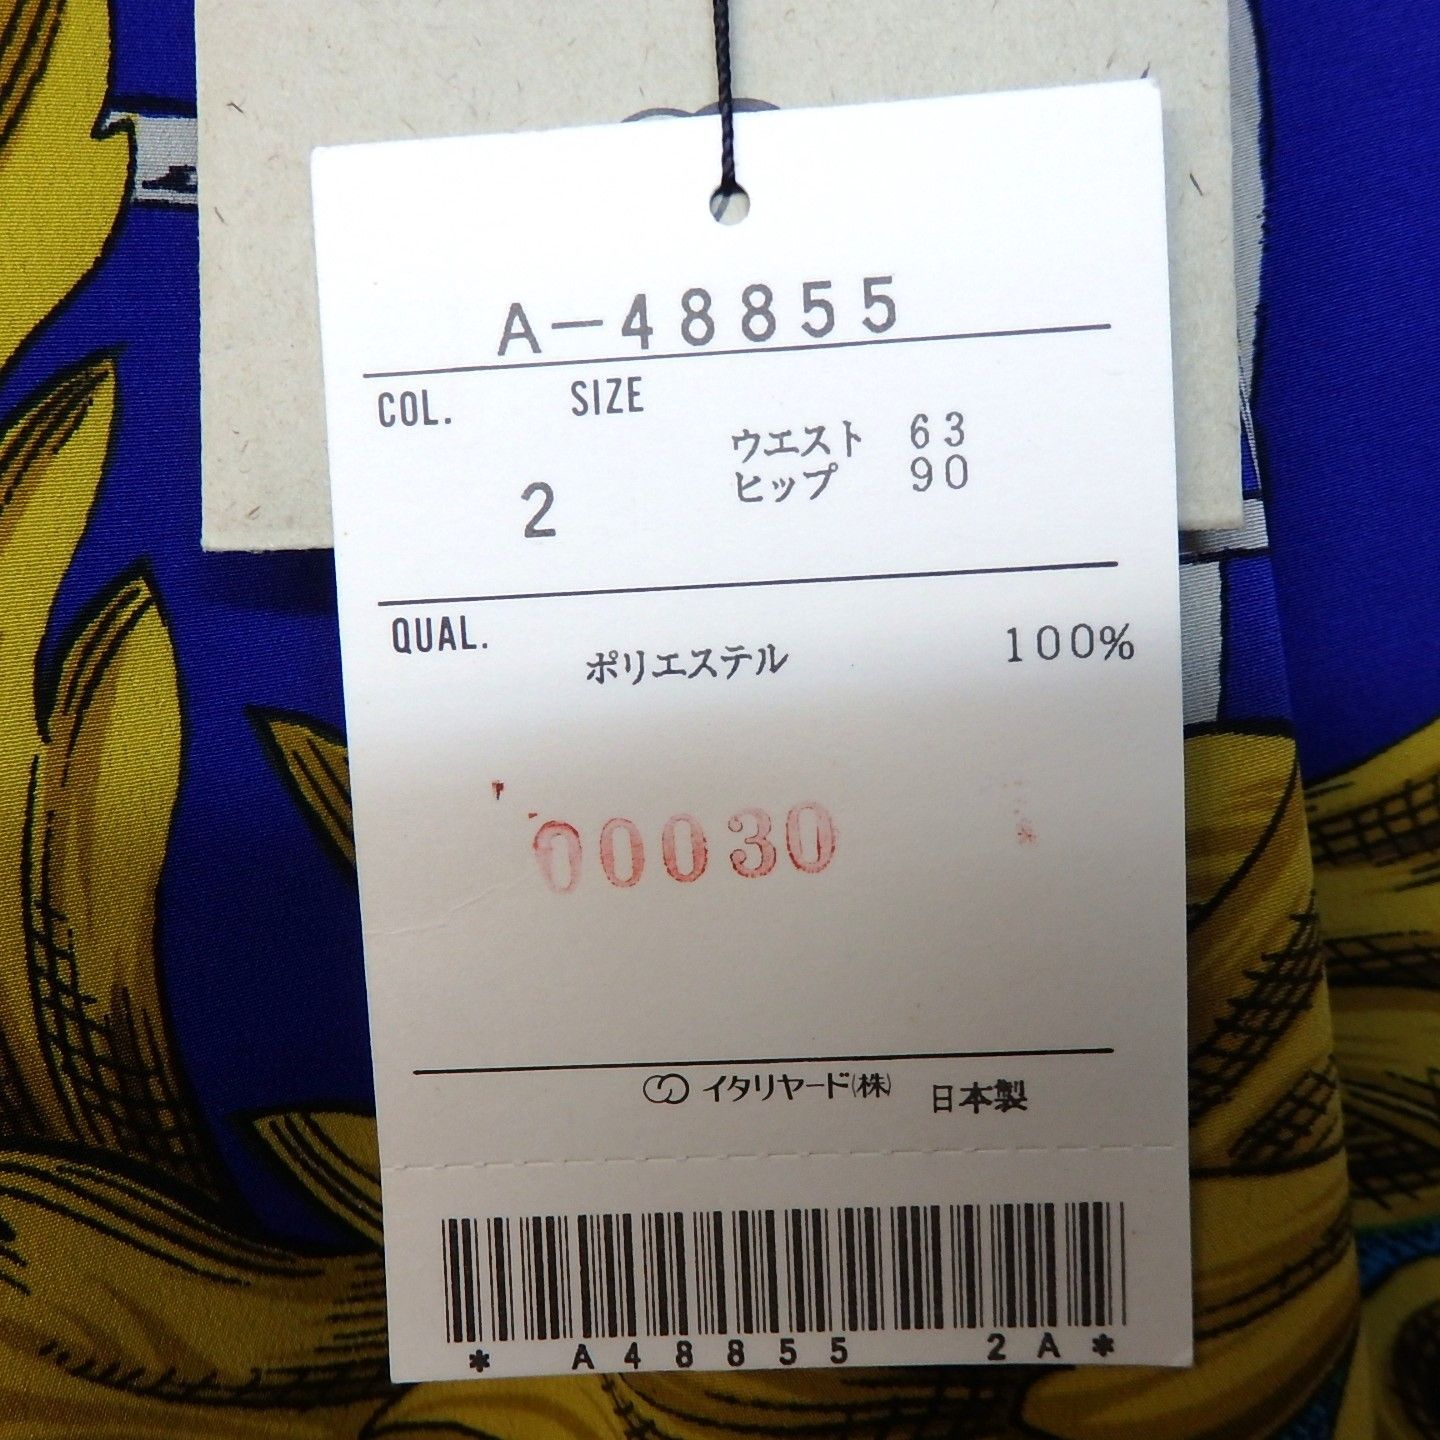 A-48855
COL. SIZE
ウエスト 63
ヒップ 90
2
QUAL.
ポリエステル 100%
00030
イタリヤード(株) 日本製
* A48855 2A*